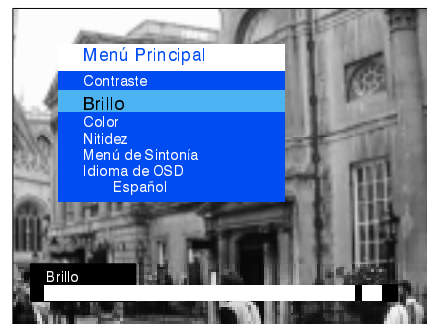 Menú Principal
Contraste
Brillo
Color
Nitidez
Menú de Sintonía
Idioma de OSD
Español
Brillo